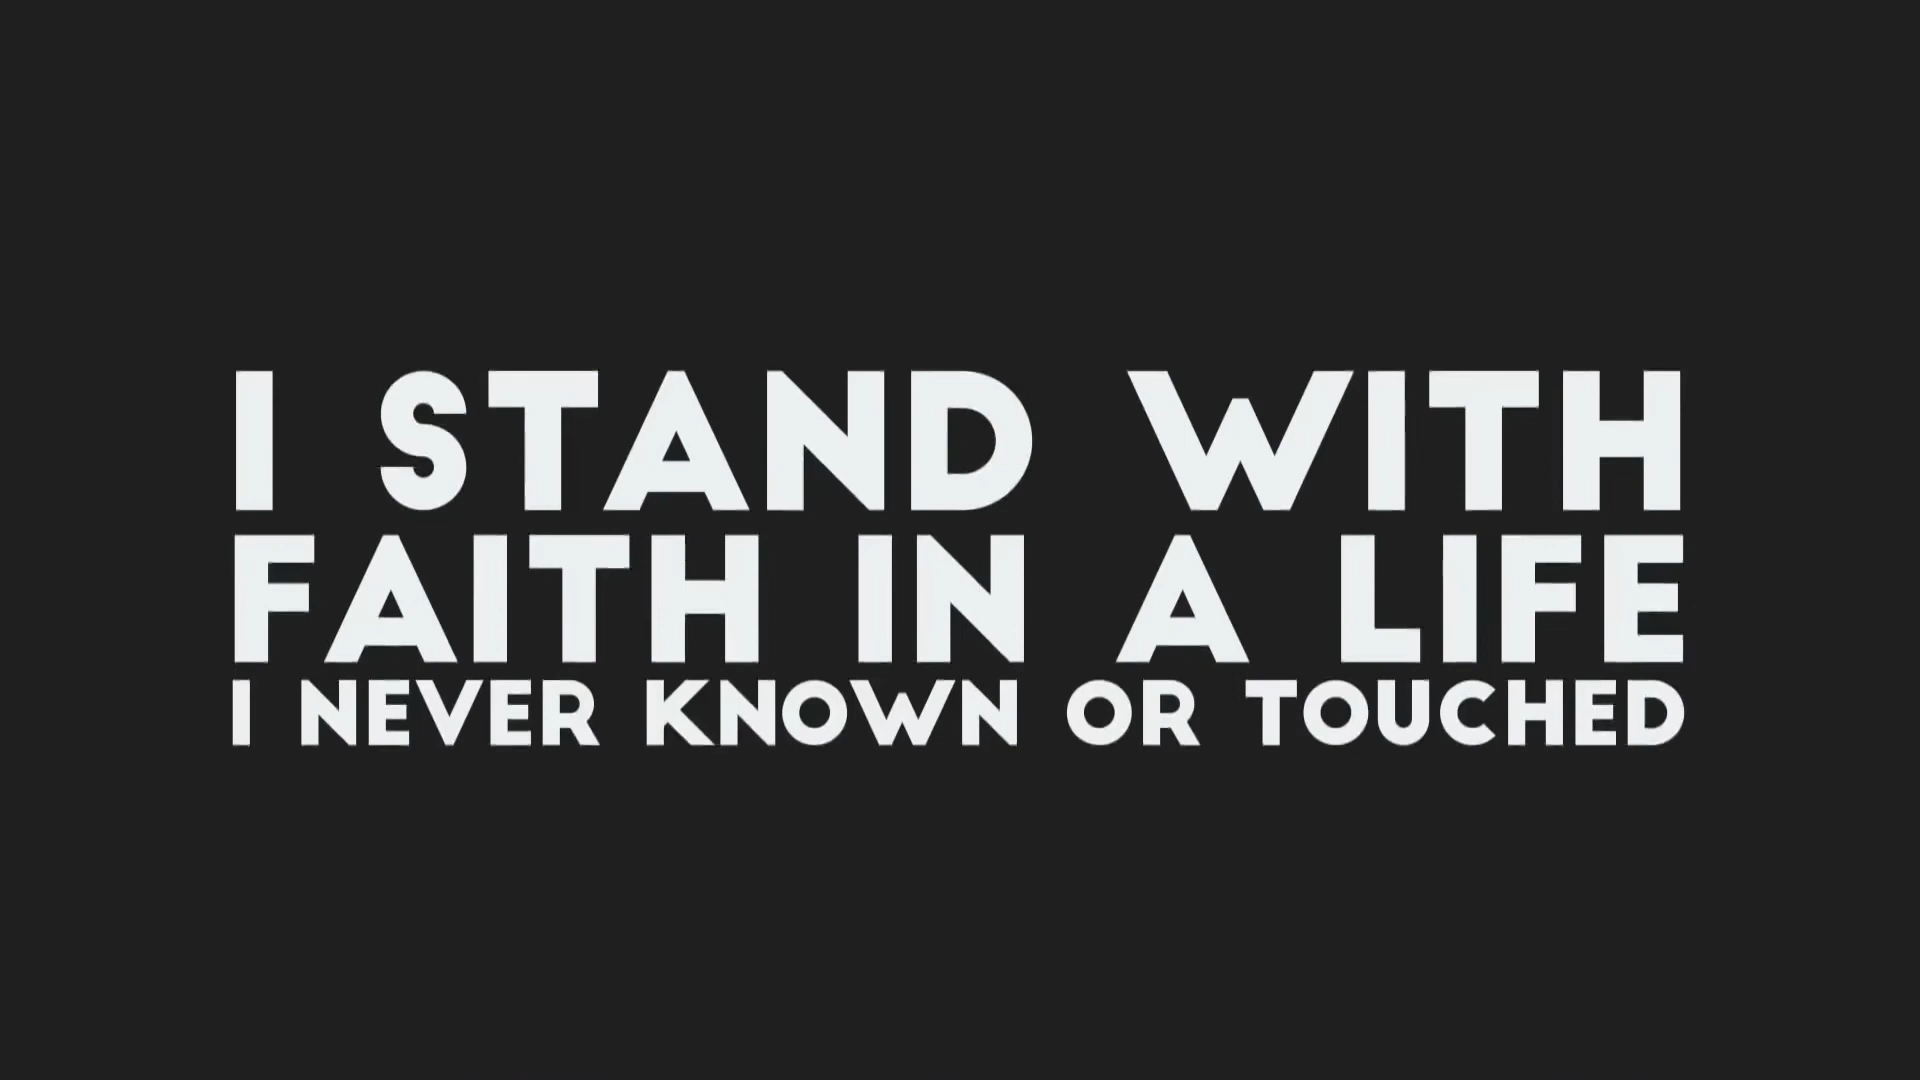 I STAND WITH
FAITH IN A LIFE
I NEVER KNOWN OR TOUCHED